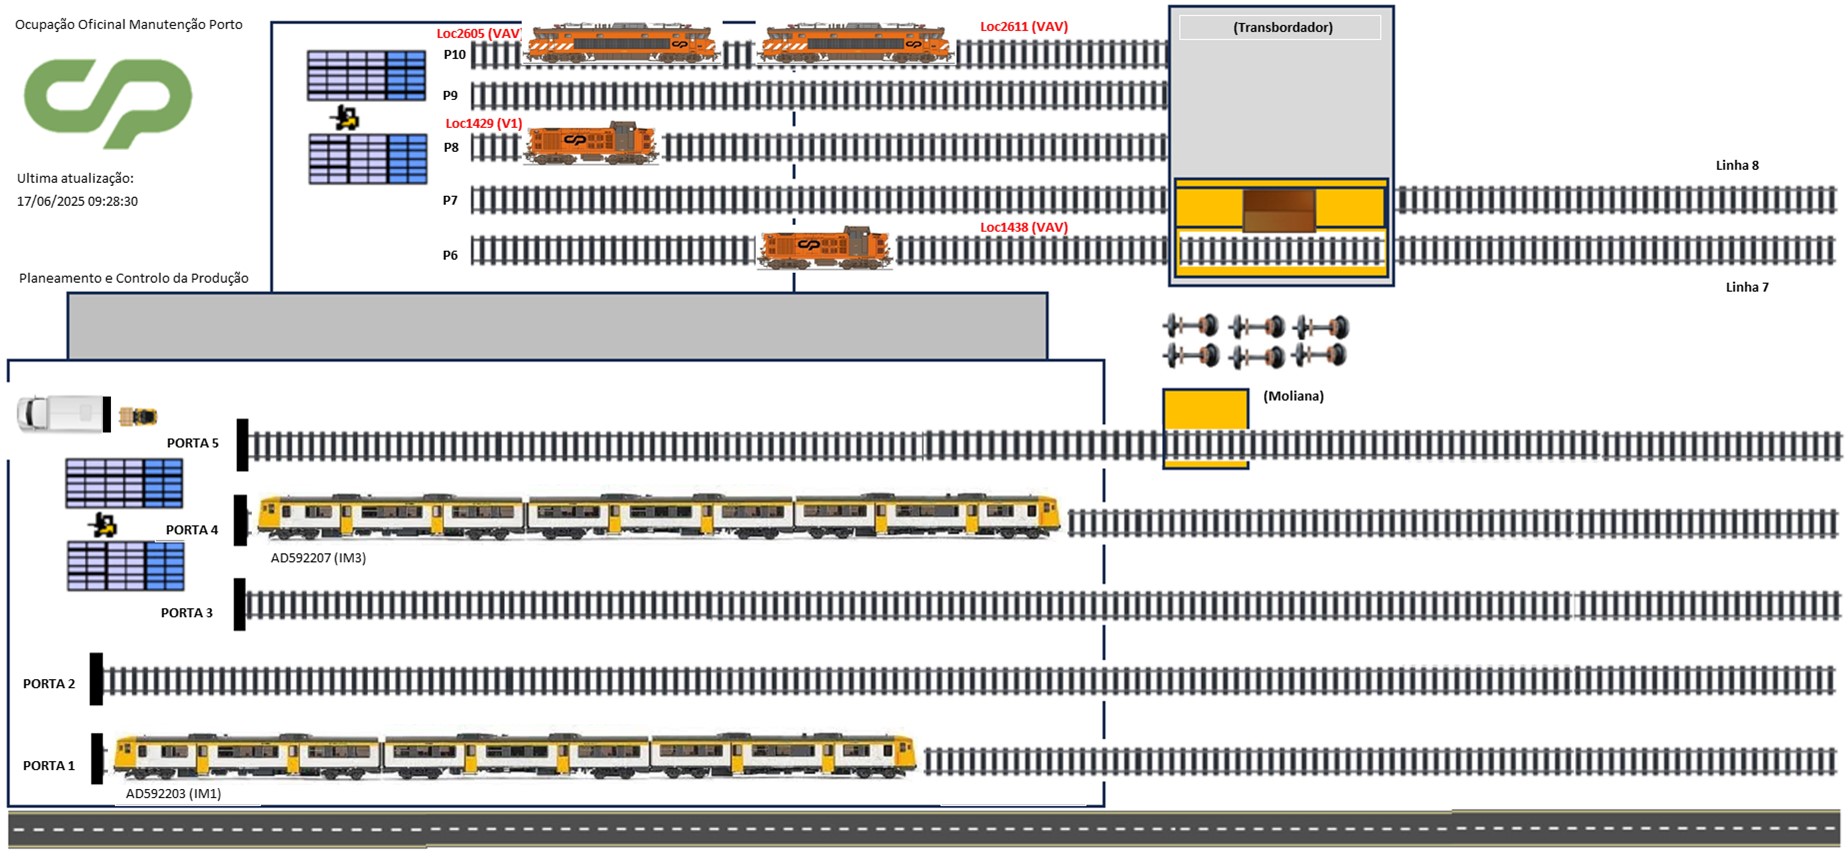 Ocupação Oficinal Manutenção Porto
Loc2605 (VAV)
Loc2611 (VAV)
(Transbordador)
P10
P9
Loc1429 (V1)
P8
Ultima atualização:
17/06/2025 09:28:30
P7
Linha 8
Loc1438 (VAV)
P6
Planeamento e Controlo da Produção
Linha 7
(Moliana)
PORTA 5
PORTA 4
AD592207 (IM3)
PORTA 3
PORTA 2
PORTA 1
AD592203 (IM1)